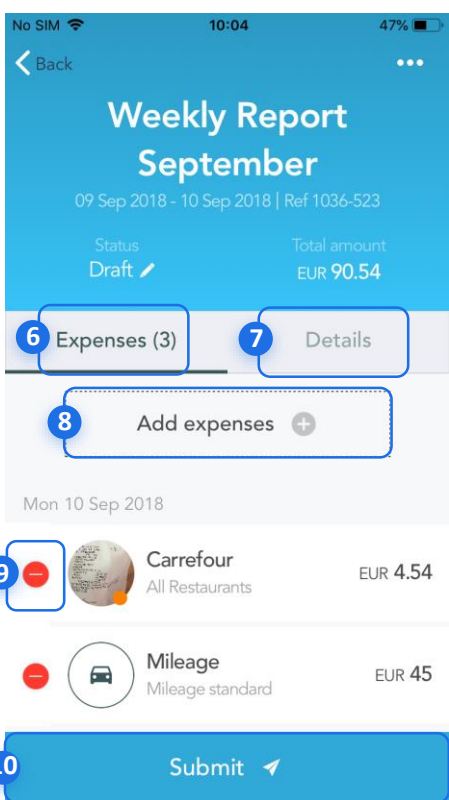 No SIM 10:04 47%
Back
Weekly Report
September
09 Sep 2018 - 10 Sep 2018 | Ref 1036-523
Status Total amount
Draft EUR 90.54
6 Expenses (3) 7 Details
8 Add expenses
Mon 10 Sep 2018
9 Carrefour EUR 4.54
All Restaurants
Mileage EUR 45
Mileage standard
10 Submit